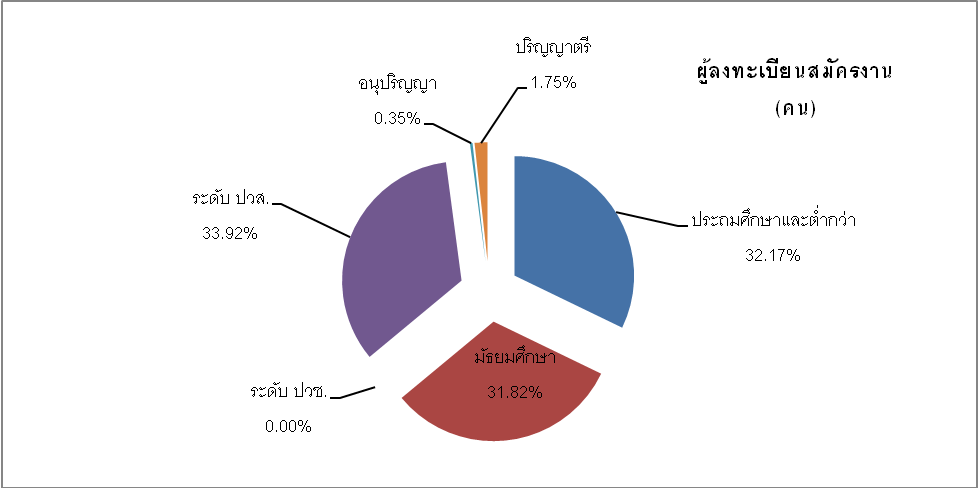 ผู้ลงทะเบียนสมัครงาน
(คน)
ปริญญาตรี
1.75%
อนุปริญญา
0.35%
ระดับ ปวส.
33.92%
ประถมศึกษาและต่ำกว่า
32.17%
มัธยมศึกษา
31.82%
ระดับ ปวช.
0.00%